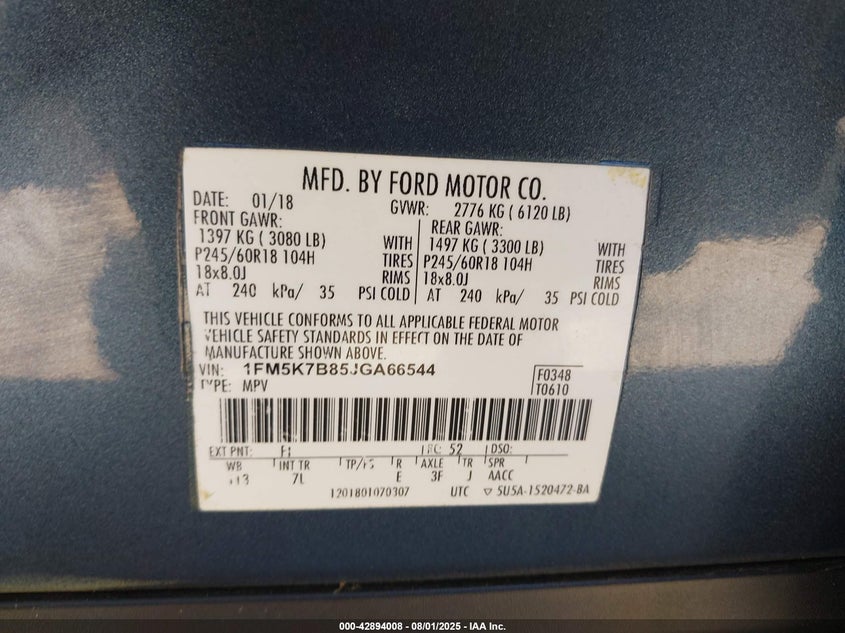 MFD. BY FORD MOTOR CO.
DATE: 01/18 GVWR: 2776 KG ( 6120 LB)
FRONT GAWR: REAR GAWR:
1397 KG ( 3080 LB) WITH 1497 KG ( 3300 LB) WITH
P245/60R18 104H TIRES P245/60R18 104H TIRES
18x8.0J RIMS 18x8.0J RIMS
AT 240 kPa/ 35 PSI COLD AT 240 kPa/ 35 PSI COLD
THIS VEHICLE CONFORMS TO ALL APPLICABLE FEDERAL MOTOR
VEHICLE SAFETY STANDARDS IN EFFECT ON THE DATE OF
MANUFACTURE SHOWN ABOVE.
VIN: 1FM5K7B85JGA66544 F0348
TYPE: MPV T0610
EXT PNT: RC: 52 DSO:
WB INT TR TP/PS R AXLE TR SPR
7L E 3F J AACC
1201801070307 UTC ▽ 5U5A-1520472-BA
000-42894008 - 08/01/2025 - IAA Inc.